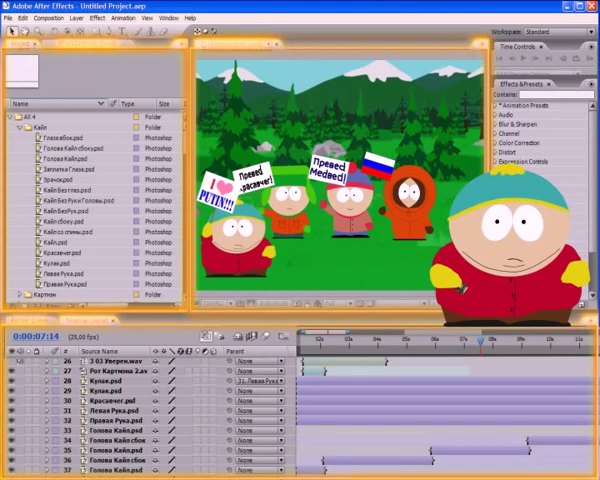 Adobe After Effects - Untitled Project.aep
File Edit Composition Layer Effect Animation View Window Help
Workspace: Standard
Time Controls
Effects & Presets
Contains:
* Animation Presets
Audio
Blur & Sharpen
Channel
Color Correction
Distort
Expression Controls
Name Type Size
All 4 Folder
Кайл Folder
Глаза вбок.psd Photoshop
Голова Кайл сбоку.psd Photoshop
Голова Кайл.psd Photoshop
Заплатка Глаза.psd Photoshop
Зрачок.psd Photoshop
Кайл Без глаз.psd Photoshop
Кайл Без Руки Головы.psd Photoshop
Кайл Без Рук.psd Photoshop
Кайл сбоку.psd Photoshop
Кайл со спины.psd Photoshop
Кайл.psd Photoshop
Красавчег.psd Photoshop
Кулак.psd Photoshop
Левая Рука.psd Photoshop
Правая Рука.psd Photoshop
Картмэн Folder
I
PUTIN!!!
Превед
Красавчег!
Превед
Медвед!
0:00:07:14 (25,00 fps)
# Source Name Parent
02s 03s 04s 05s 06s 07s 08s 09s 10s 11s
26 3 03 Уверен.wav None
27 Рот Картмэна 2.av None
28 Кулак.psd 31. Левая Рука
29 Кулак.psd None
30 Красавчег.psd None
31 Левая Рука.psd None
32 Правая Рука.psd None
33 Голова Кайл.psd None
34 Голова Кайл сбок None
35 Голова Кайл.psd None
36 Голова Кайл сбок None
37 Голова Кайл.psd None